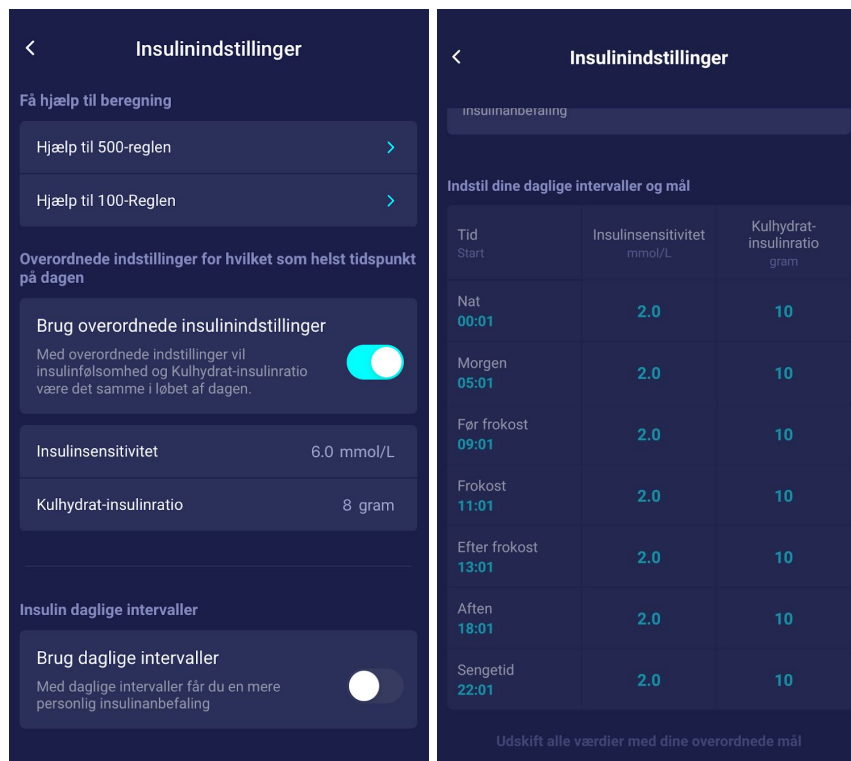 Insulinindstillinger
Få hjælp til beregning
Hjælp til 500-reglen
Hjælp til 100-Reglen
Overordnede indstillinger for hvilket som helst tidspunkt
på dagen
Brug overordnede insulinindstillinger
Med overordnede indstillinger vil
insulinfølsomhed og Kulhydrat-insulinratio
være det samme i løbet af dagen.
Insulinsensitivitet 6.0 mmol/L
Kulhydrat-insulinratio 8 gram
Insulin daglige intervaller
Brug daglige intervaller
Med daglige intervaller får du en mere
personlig insulinanbefaling
Insulinindstillinger
insulinanbefaling
Indstil dine daglige intervaller og mål
Tid Insulinsensitivitet Kulhydrat-
insulinratio
Start mmol/L gram
Nat
00:01 2.0 10
Morgen
05:01 2.0 10
Før frokost
09:01 2.0 10
Frokost
11:01 2.0 10
Efter frokost
13:01 2.0 10
Aften
18:01 2.0 10
Sengetid
22:01 2.0 10
Udskift alle værdier med dine overordnede mål